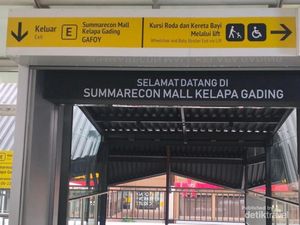 Keluar
Exit
E
Summarecon Mall
Kelapa Gading
GAFOY
Kursi Roda dan Kereta Bayi
Melalui lift
Wheelchair and Baby Stroller Exit via Lift
SELAMAT DATANG DI
SUMMARECON MALL KELAPA GADING
detiktravel